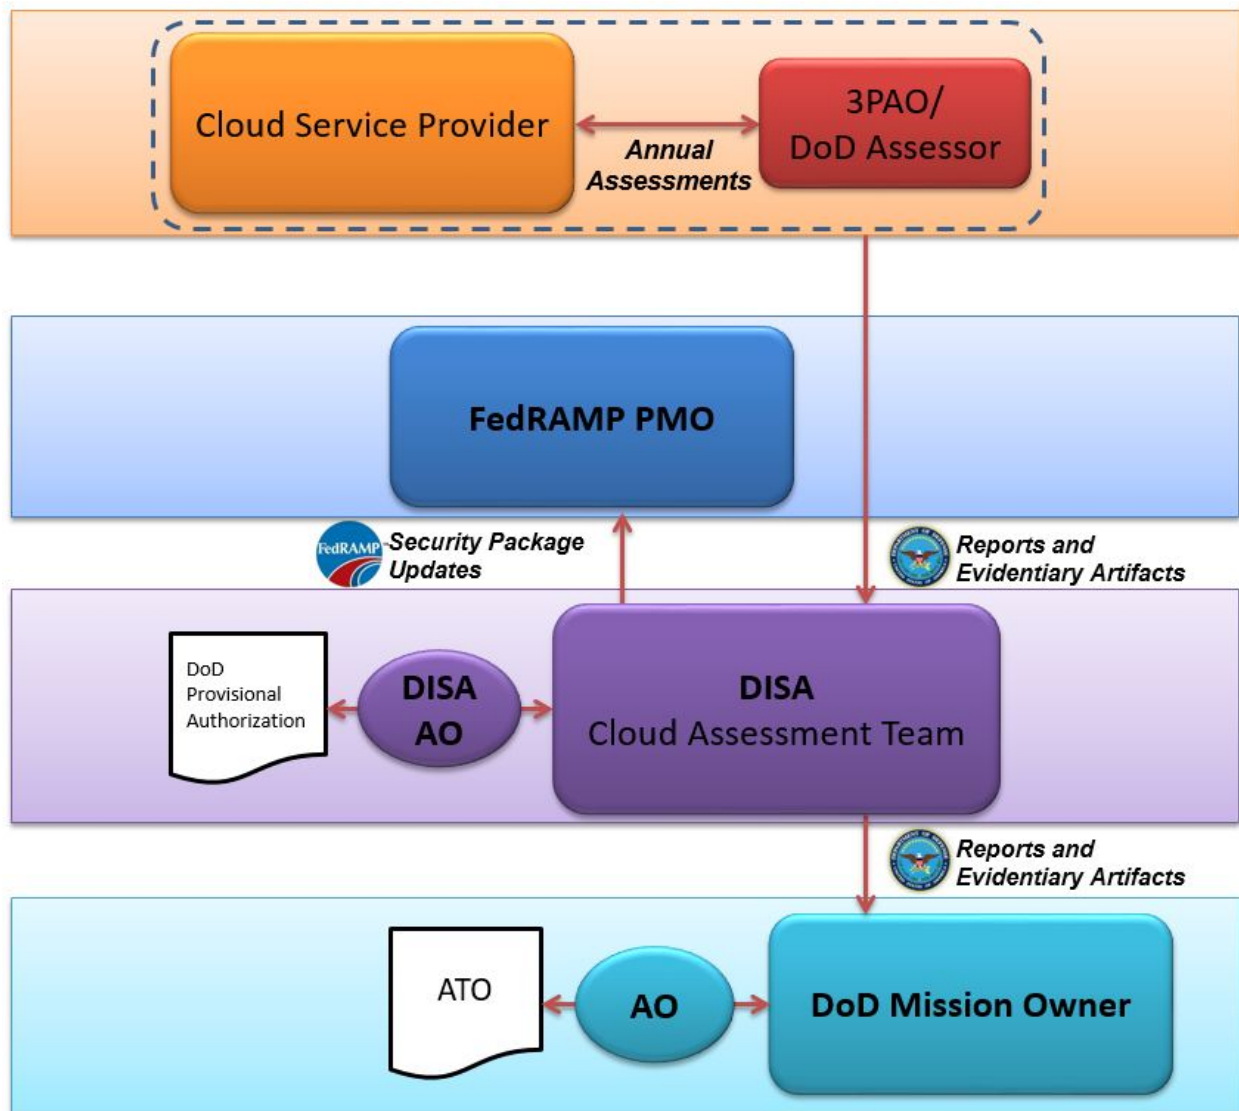 Cloud Service Provider
3PAO/
DoD Assessor
Annual
Assessments
FedRAMP PMO
FedRAMP
Security Package
Updates
Reports and
Evidentiary Artifacts
DoD
Provisional
Authorization
DISA
AO
DISA
Cloud Assessment Team
Reports and
Evidentiary Artifacts
ATO
AO
DoD Mission Owner